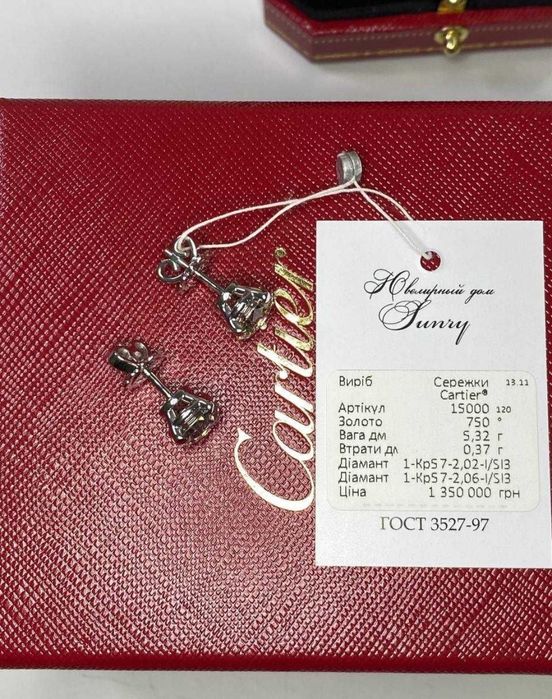 Cartier
Ювелирный дом
Sunry
Виріб Сережки 13.11
Cartier®
Артікул 15000 120
Золото 750 °
Вага дм 5,32 г
Втрати дм 0,37 г
Діамант 1-Кр57-2,02-I/SI3
Діамант 1-Кр57-2,06-I/SI3
Ціна 1 350 000 грн
ГОСТ 3527-97